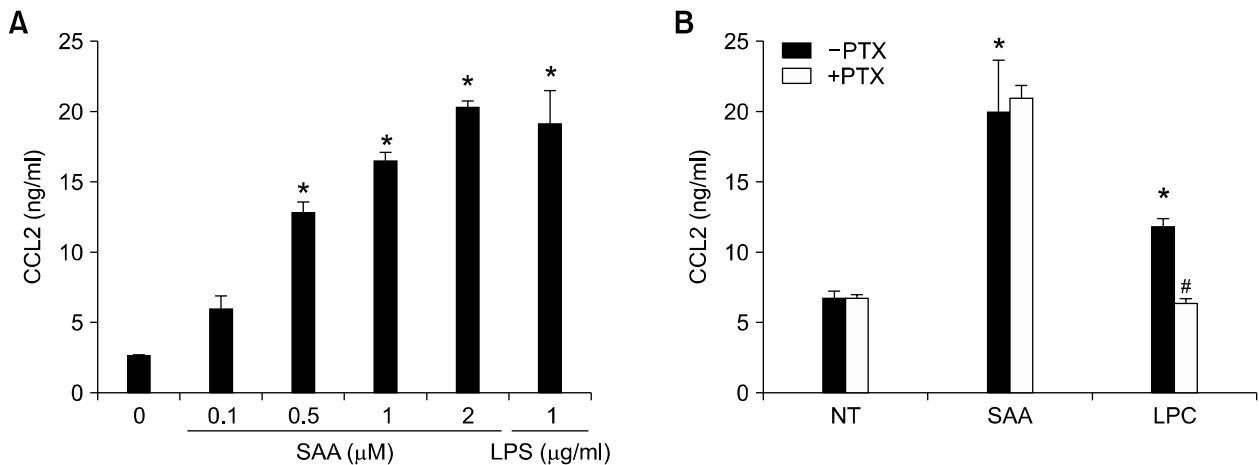 A
CCL2 (ng/ml)
25
20
15
10
5
0
*
*
*
*
0 0.1 0.5 1 2 1
SAA (μM) LPS (μg/ml)
B
CCL2 (ng/ml)
25
20
15
10
5
0
−PTX
+PTX
*
*
#
NT SAA LPC